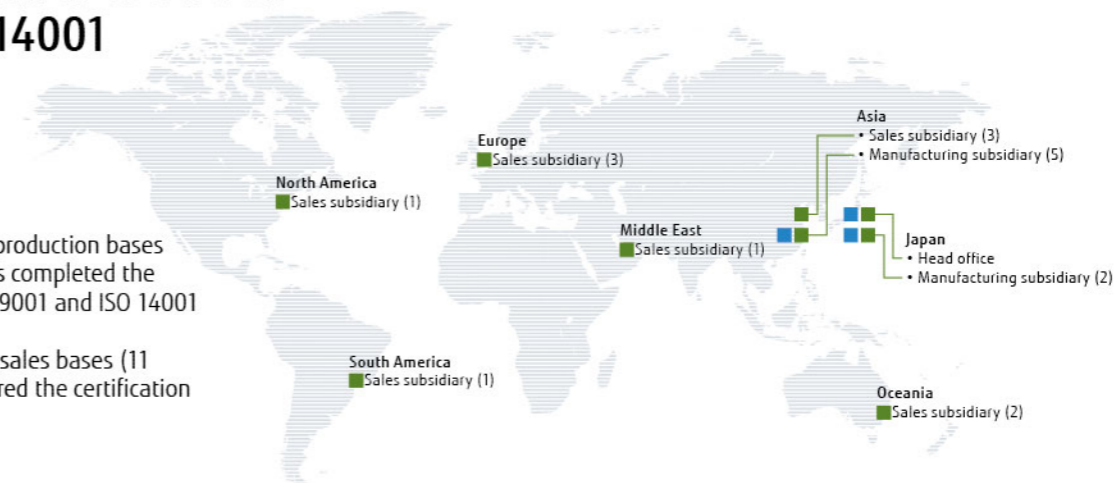 14001
production bases
s completed the
9001 and ISO 14001
sales bases (11
red the certification
North America
Sales subsidiary (1)
Europe
Sales subsidiary (3)
Middle East
Sales subsidiary (1)
South America
Sales subsidiary (1)
Asia
• Sales subsidiary (3)
• Manufacturing subsidiary (5)
Japan
• Head office
• Manufacturing subsidiary (2)
Oceania
Sales subsidiary (2)